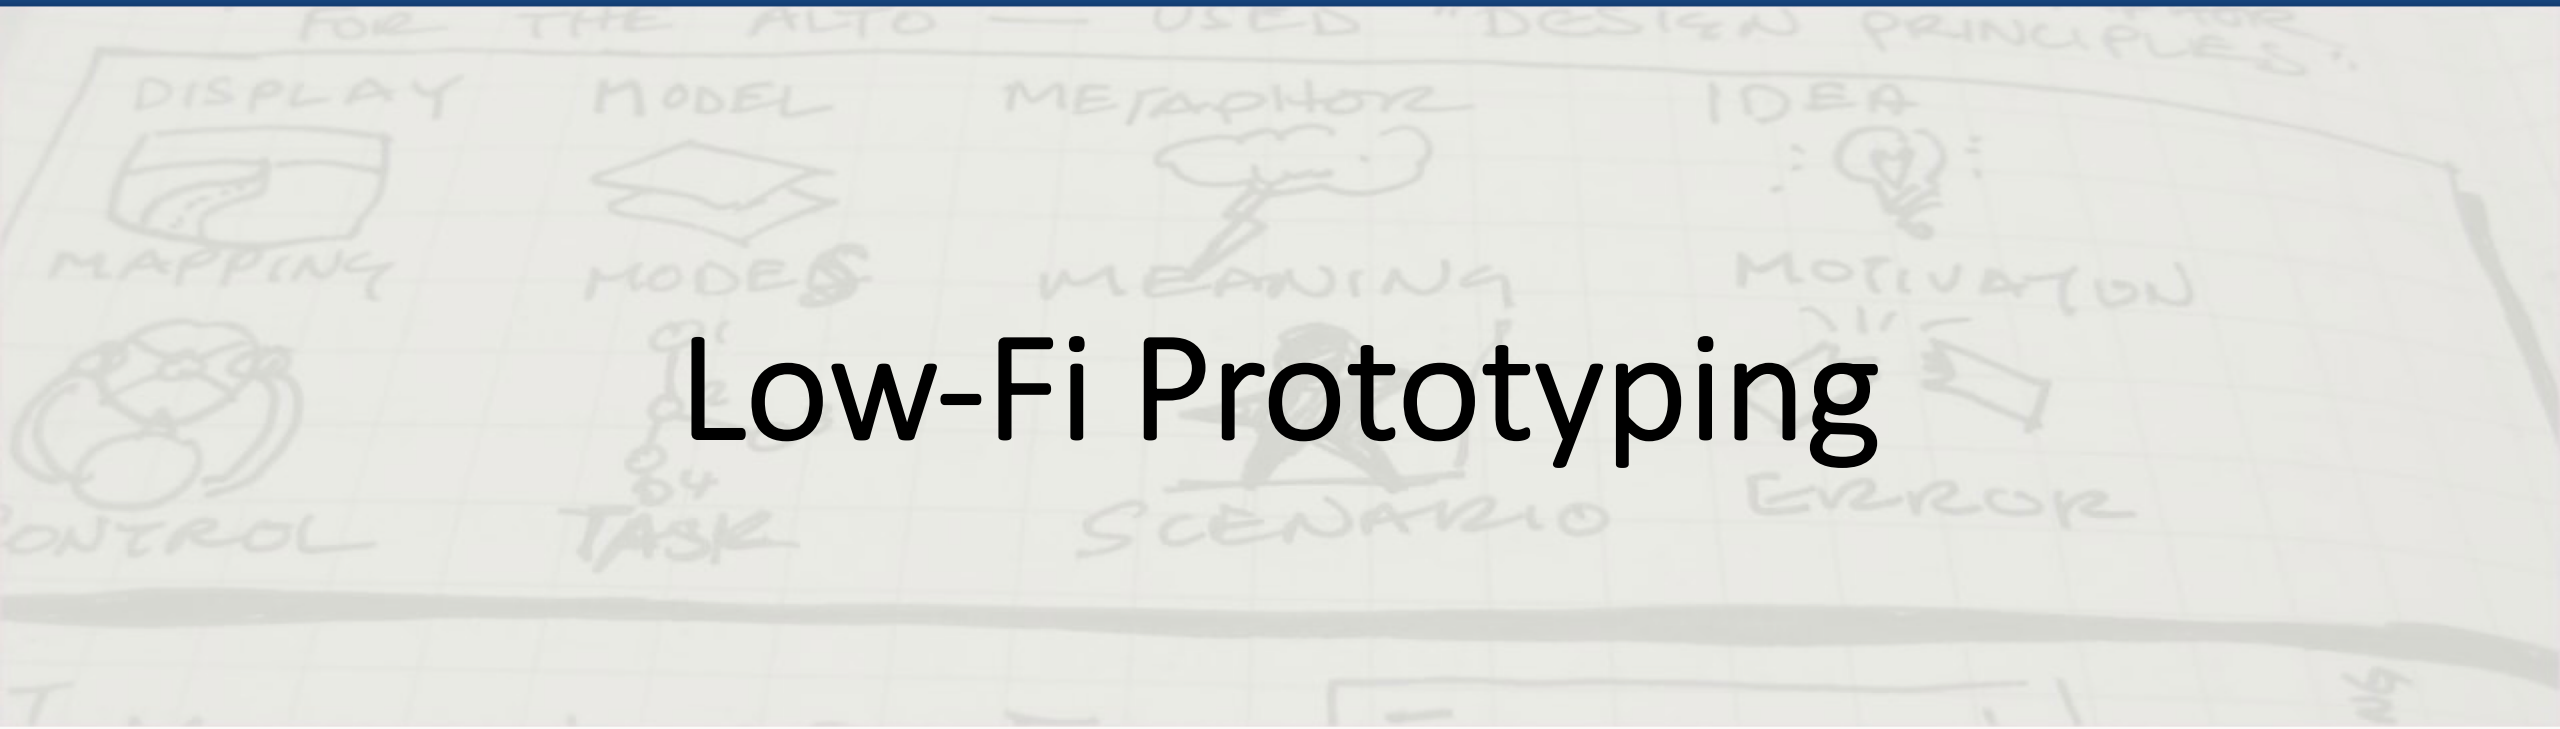 FOR THE ALTO — USED "DESIGN PRINCIPLES".
DISPLAY MODEL METAPHOR IDEA
MAPPING MODES MEANING MOTIVATION
Low-Fi Prototyping
CONTROL TASK SCENARIO ERROR